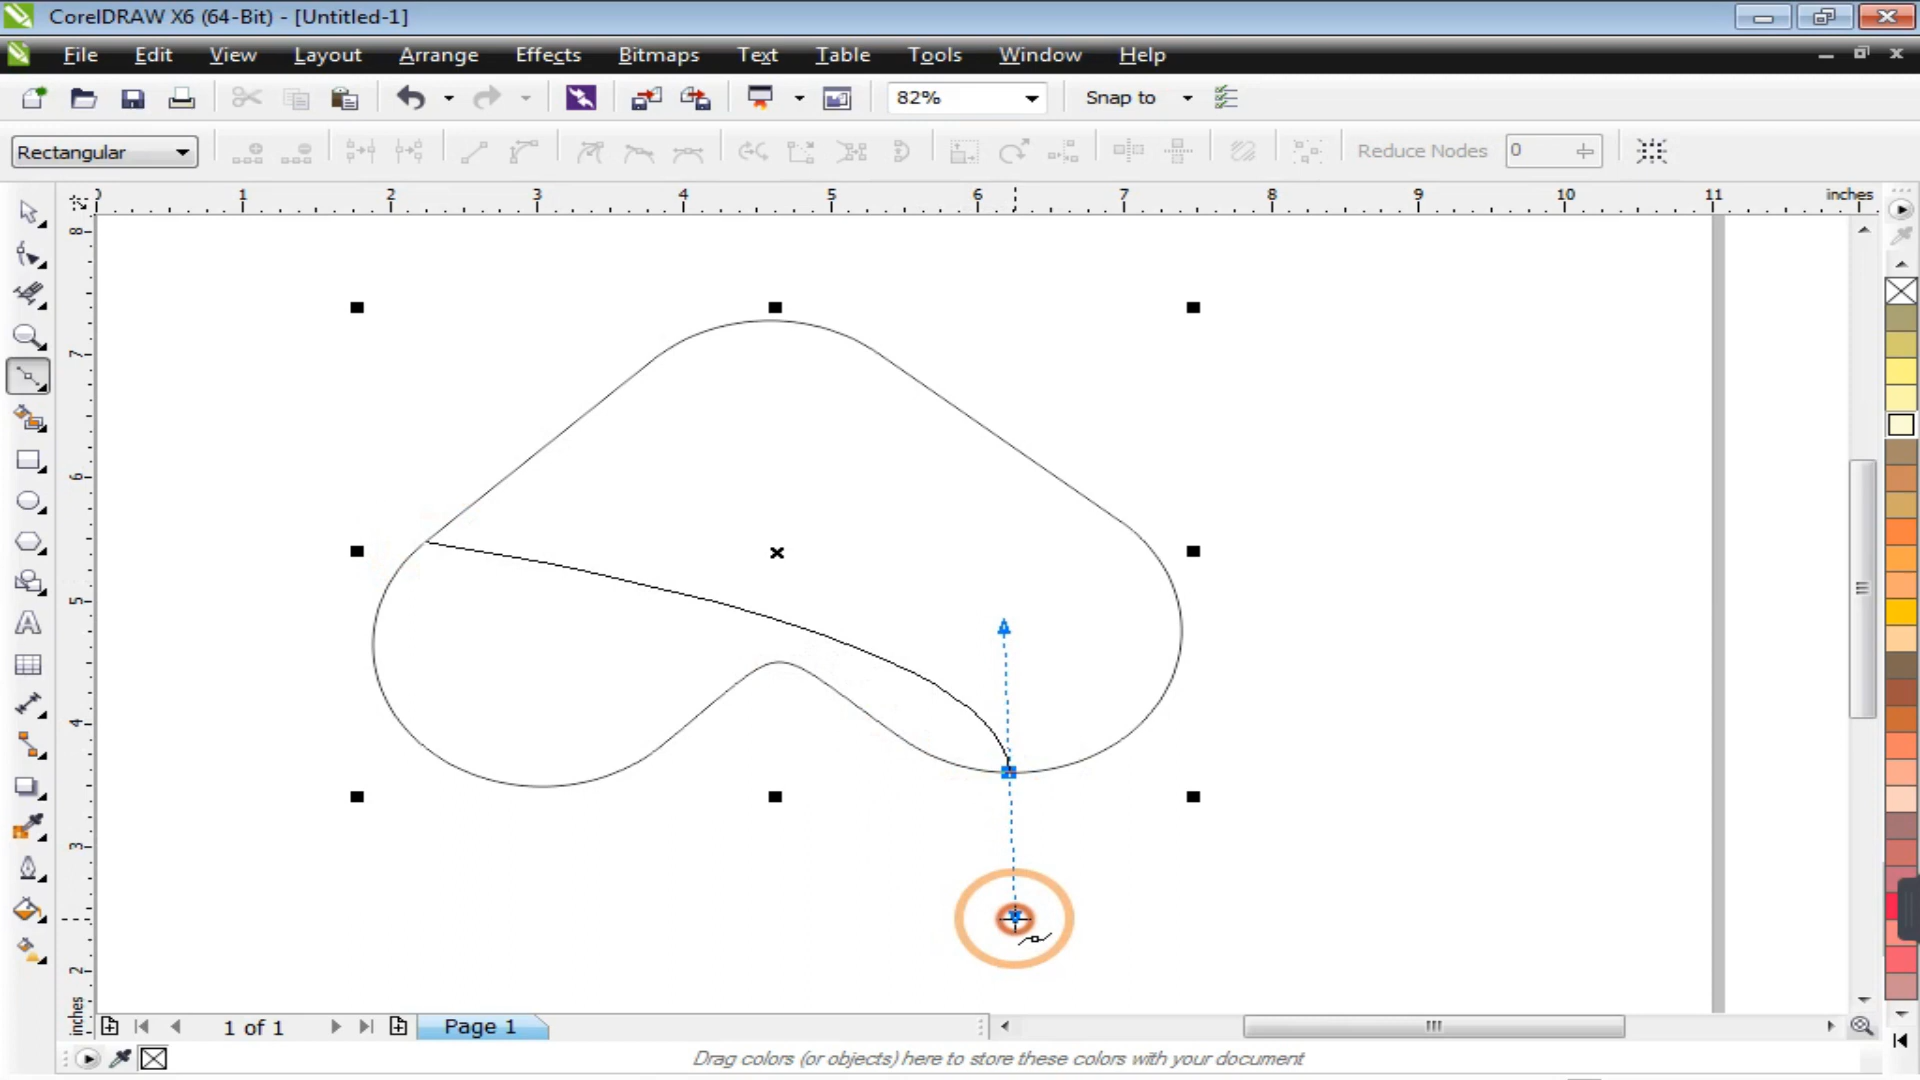 CorelDRAW X6 (64-Bit) - [Untitled-1]
File Edit View Layout Arrange Effects Bitmaps Text Table Tools Window Help
82% Snap to
Rectangular Reduce Nodes 0
1 2 3 4 5 6 7 8 9 10 11 inches
8
7
6
5
4
3
2
inches
1 of 1 Page 1
Drag colors (or objects) here to store these colors with your document